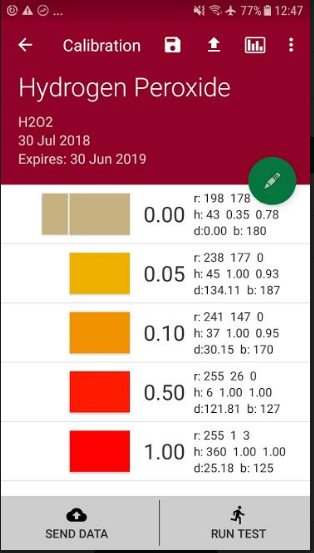 ... 77% 12:47
Calibration
Hydrogen Peroxide
H2O2
30 Jul 2018
Expires: 30 Jun 2019
0.00
r: 198 178
h: 43 0.35 0.78
d:0.00 b: 180
0.05
r: 238 177 0
h: 45 1.00 0.93
d:134.11 b: 187
0.10
r: 241 147 0
h: 37 1.00 0.95
d:30.15 b: 170
0.50
r: 255 26 0
h: 6 1.00 1.00
d:121.81 b: 127
1.00
r: 255 1 3
h: 360 1.00 1.00
d:25.18 b: 125
SEND DATA
RUN TEST